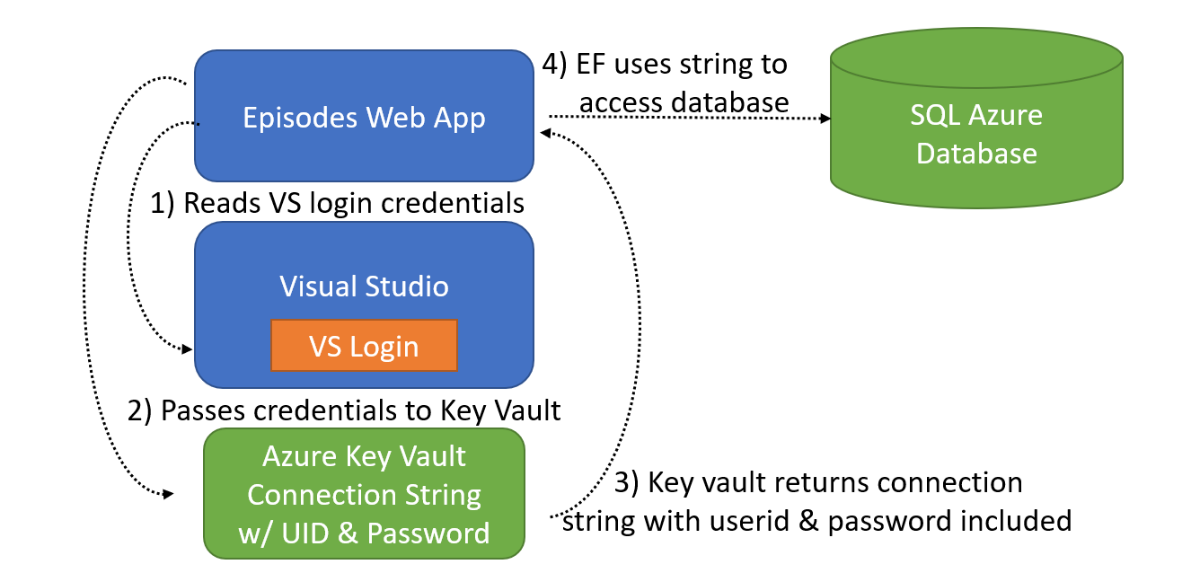 4) EF uses string to
access database
Episodes Web App
SQL Azure
Database
1) Reads VS login credentials
Visual Studio
VS Login
2) Passes credentials to Key Vault
Azure Key Vault
Connection String
w/ UID & Password
3) Key vault returns connection
string with userid & password included